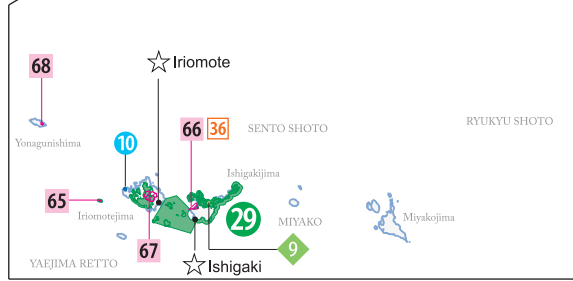 68
Iriomote
Yonagunishima
10
66
36
SENTO SHOTO
RYUKYU SHOTO
Ishigakijima
65
Iriomotejima
29
MIYAKO
Miyakojima
67
9
YAEJIMA RETTO
Ishigaki